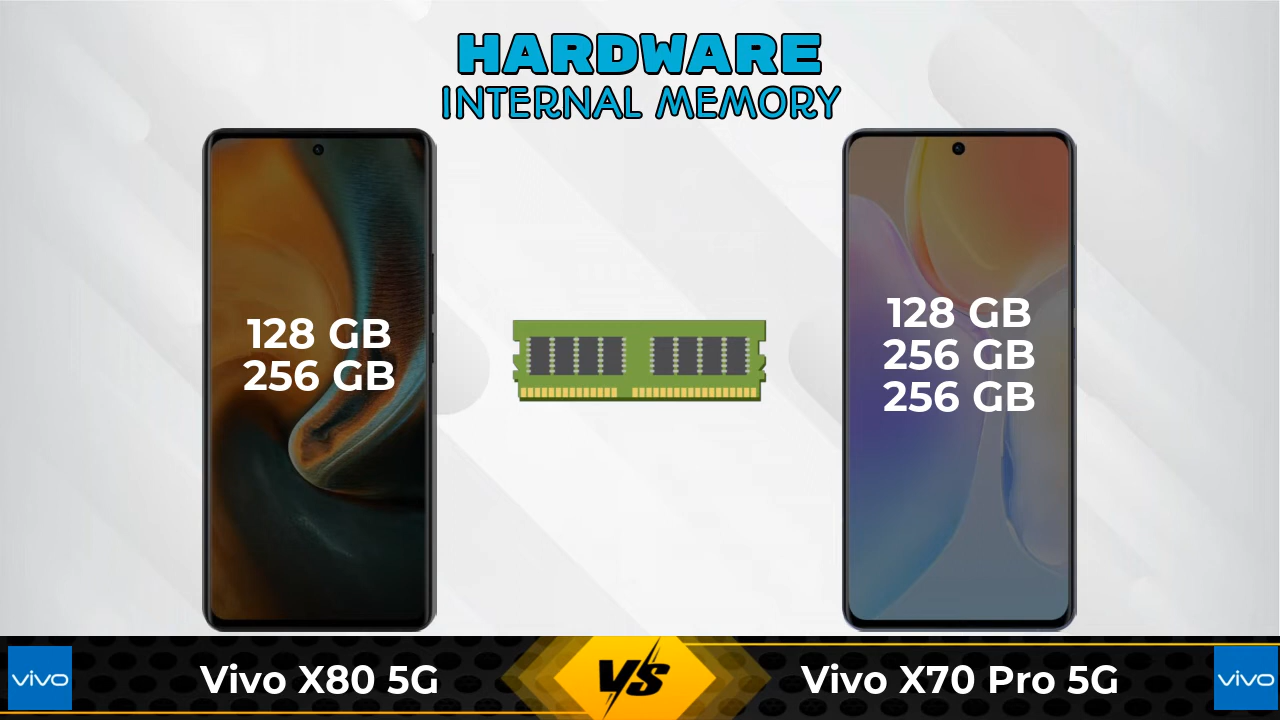 HARDWARE
INTERNAL MEMORY
128 GB
256 GB
128 GB
256 GB
256 GB
vivo
Vivo X80 5G
VS
Vivo X70 Pro 5G
vivo